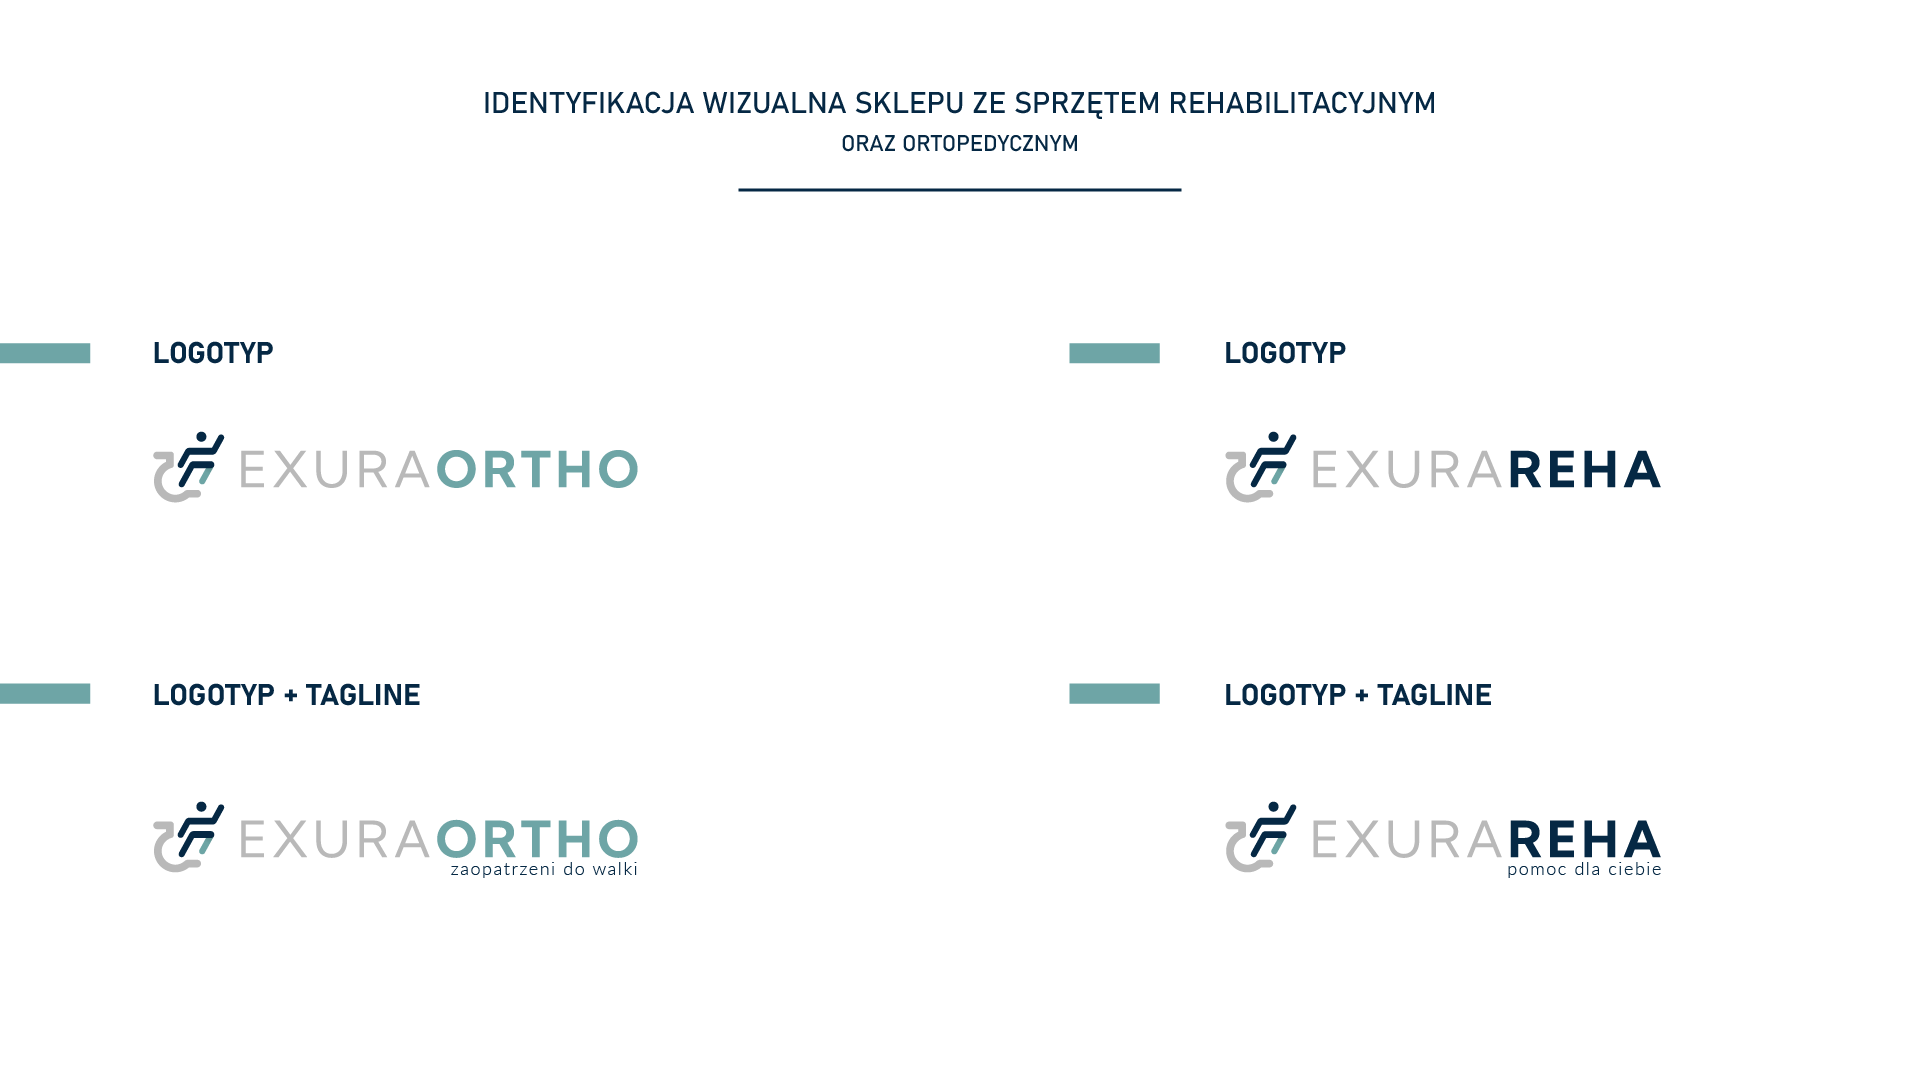 IDENTYFIKACJA WIZUALNA SKLEPU ZE SPRZĘTEM REHABILITACYJNYM
ORAZ ORTOPEDYCZNYM
LOGOTYP
EXURAORTHO
LOGOTYP
EXURAREHA
LOGOTYP + TAGLINE
EXURAORTHO
zaopatrzeni do walki
LOGOTYP + TAGLINE
EXURAREHA
pomoc dla ciebie